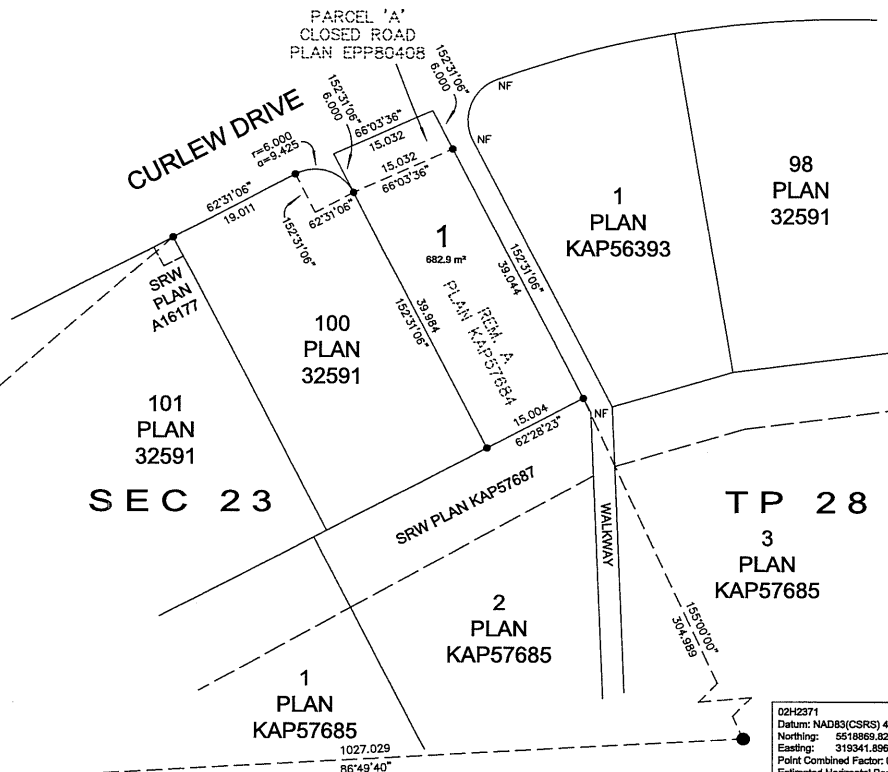 PARCEL 'A'
CLOSED ROAD
PLAN EPP80408
152°31'06"
6.000
152°31'06"
6.000
66°03'36"
15.032
15.032
66°03'36"
NF
NF
CURLEW DRIVE
r=6.000
a=9.425
62°31'06"
19.011
62°31'06"
152°31'06"
SRW
PLAN
A16177
1
682.9 m²
REM. A
PLAN KAP57684
39.984
152°31'06"
152°31'06"
39.044
1
PLAN
KAP56393
98
PLAN
32591
100
PLAN
32591
101
PLAN
32591
15.004
62°28'23"
NF
SEC 23
SRW PLAN KAP57687
WALKWAY
TP 28
3
PLAN
KAP57685
2
PLAN
KAP57685
155°00'00"
304.989
1
PLAN
KAP57685
1027.029
86°49'40"
02H2371
Datum: NAD83(CSRS) 4
Northing: 5518869.82
Easting: 319341.896
Point Combined Factor: